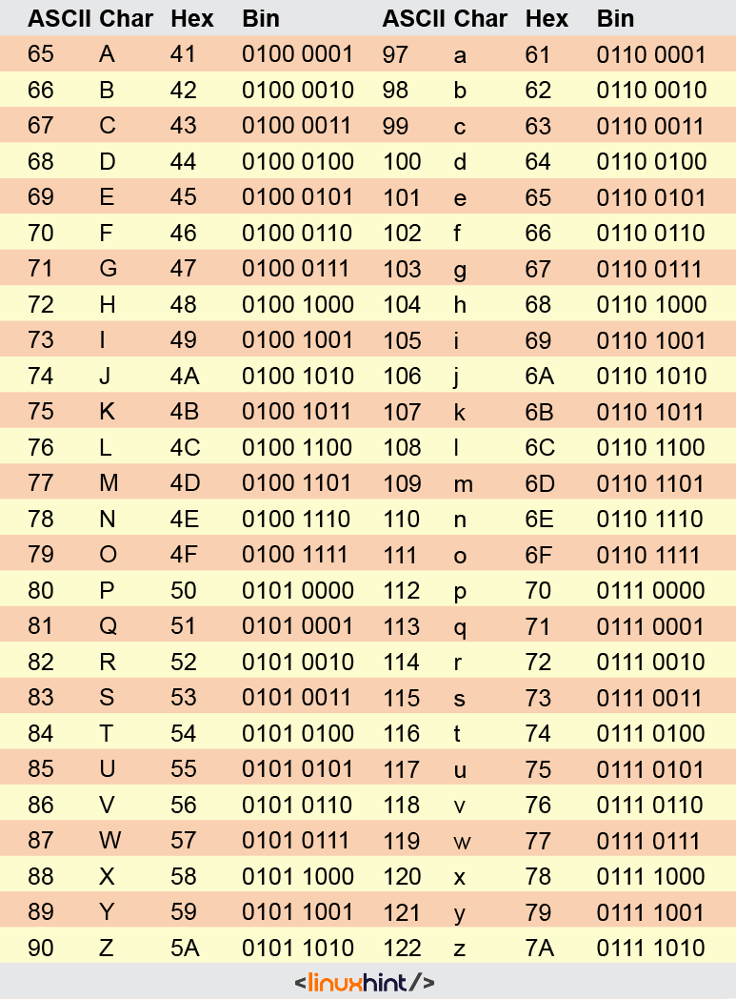 ASCII Char Hex Bin ASCII Char Hex Bin
65 A 41 0100 0001 97 a 61 0110 0001
66 B 42 0100 0010 98 b 62 0110 0010
67 C 43 0100 0011 99 c 63 0110 0011
68 D 44 0100 0100 100 d 64 0110 0100
69 E 45 0100 0101 101 e 65 0110 0101
70 F 46 0100 0110 102 f 66 0110 0110
71 G 47 0100 0111 103 g 67 0110 0111
72 H 48 0100 1000 104 h 68 0110 1000
73 I 49 0100 1001 105 i 69 0110 1001
74 J 4A 0100 1010 106 j 6A 0110 1010
75 K 4B 0100 1011 107 k 6B 0110 1011
76 L 4C 0100 1100 108 l 6C 0110 1100
77 M 4D 0100 1101 109 m 6D 0110 1101
78 N 4E 0100 1110 110 n 6E 0110 1110
79 O 4F 0100 1111 111 o 6F 0110 1111
80 P 50 0101 0000 112 p 70 0111 0000
81 Q 51 0101 0001 113 q 71 0111 0001
82 R 52 0101 0010 114 r 72 0111 0010
83 S 53 0101 0011 115 s 73 0111 0011
84 T 54 0101 0100 116 t 74 0111 0100
85 U 55 0101 0101 117 u 75 0111 0101
86 V 56 0101 0110 118 v 76 0111 0110
87 W 57 0101 0111 119 w 77 0111 0111
88 X 58 0101 1000 120 x 78 0111 1000
89 Y 59 0101 1001 121 y 79 0111 1001
90 Z 5A 0101 1010 122 z 7A 0111 1010
<linuxhint/>